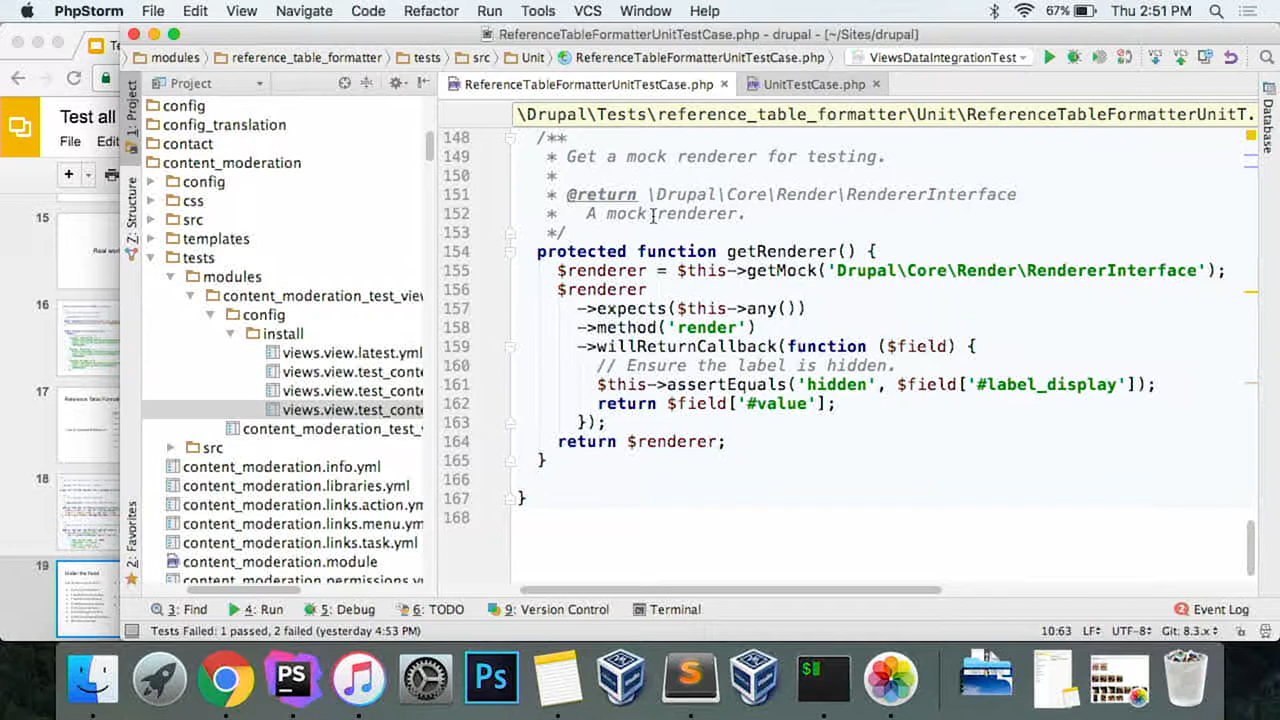 PhpStorm File Edit View Navigate Code Refactor Run Tools VCS Window Help 67% Thu 2:51 PM
ReferenceTableFormatterUnitTestCase.php - drupal - [~/Sites/drupal]
modules reference_table_formatter tests src Unit ReferenceTableFormatterUnitTestCase.php ViewsDataIntegrationTest
Project
ReferenceTableFormatterUnitTestCase.php UnitTestCase.php
\Drupal\Tests\reference_table_formatter\Unit\ReferenceTableFormatterUnitT...
Test all
File Edit
15
16
17
18
19
Under the hood
1: Project
Z: Structure
2: Favorites
Database
config
config_translation
contact
content_moderation
config
css
src
templates
tests
modules
content_moderation_test_view
config
install
views.view.latest.yml
views.view.test_conte
views.view.test_conte
views.view.test_conte
content_moderation_test_v
src
content_moderation.info.yml
content_moderation.libraries.yml
content_moderation.links.action.ym
content_moderation.links.menu.ym
content_moderation.links.task.yml
content_moderation.module
content_moderation.permissions.y
148 /**
149 * Get a mock renderer for testing.
150 *
151 * @return \Drupal\Core\Render\RendererInterface
152 * A mock renderer.
153 */
154 protected function getRenderer() {
155 $renderer = $this->getMock('Drupal\Core\Render\RendererInterface');
156 $renderer
157 ->expects($this->any())
158 ->method('render')
159 ->willReturnCallback(function ($field) {
160 // Ensure the label is hidden.
161 $this->assertEquals('hidden', $field['#label_display']);
162 return $field['#value'];
163 });
164 return $renderer;
165 }
166
167 }
168
3: Find 4: Run 5: Debug 6: TODO 9: Version Control Terminal 2 Event Log
Tests Failed: 1 passed, 2 failed (yesterday 4:53 PM) 10:63 LF UTF-8 Git: 8.3.x
PS
Ps
S
$